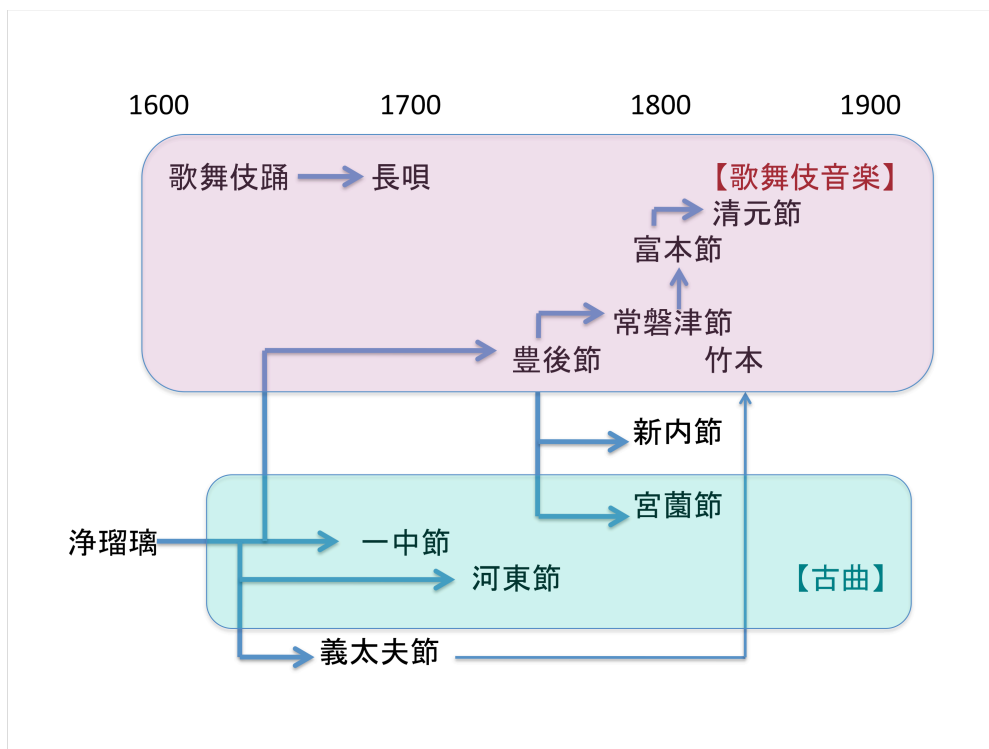 1600 1700 1800 1900
歌舞伎踊 長唄 【歌舞伎音楽】
清元節
富本節
常磐津節
豊後節 竹本
新内節
宮薗節
浄瑠璃 一中節
河東節 【古曲】
義太夫節